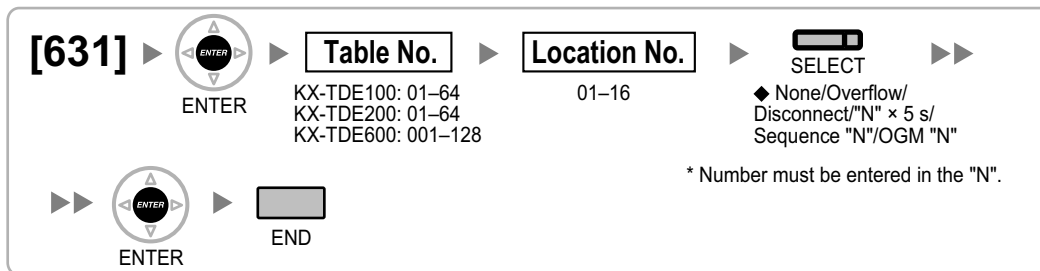 [631] ENTER Table No. Location No.
SELECT
ENTER
KX-TDE100: 01–64 01–16 ◆ None/Overflow/
KX-TDE200: 01–64 Disconnect/"N" × 5 s/
KX-TDE600: 001–128 Sequence "N"/OGM "N"
* Number must be entered in the "N".
ENTER
END
ENTER